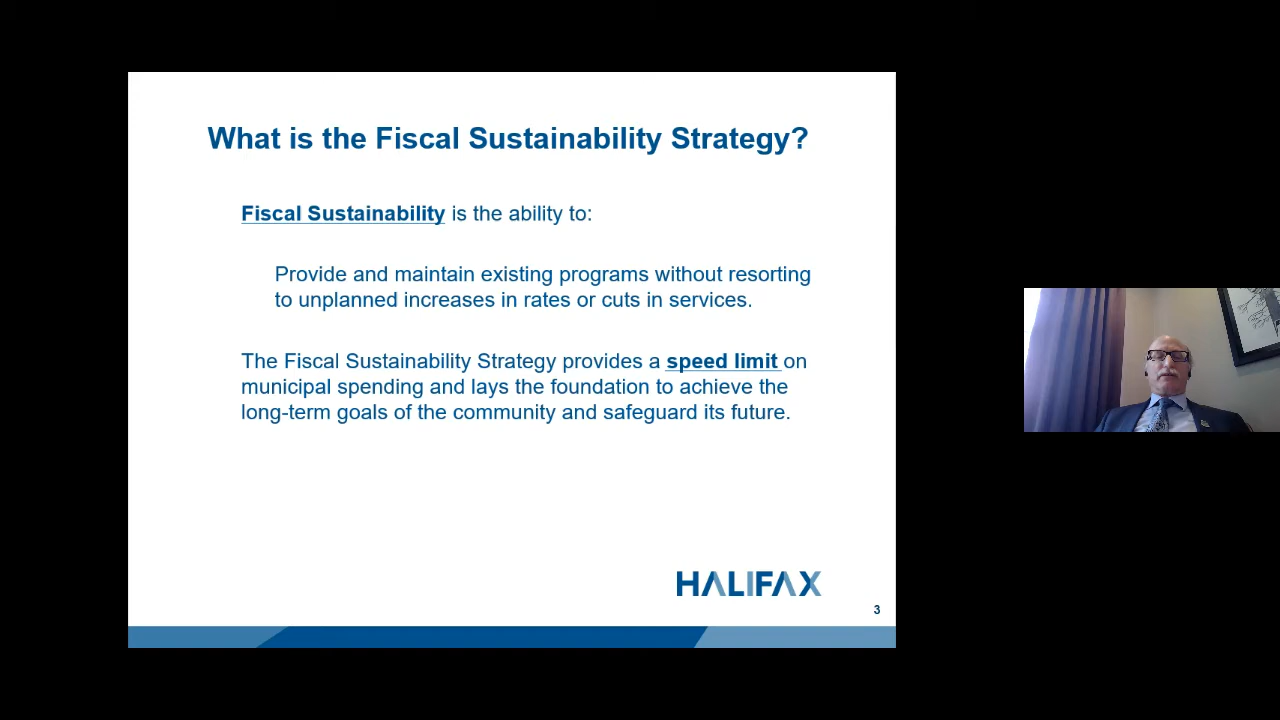 What is the Fiscal Sustainability Strategy?
Fiscal Sustainability is the ability to:
Provide and maintain existing programs without resorting
to unplanned increases in rates or cuts in services.
The Fiscal Sustainability Strategy provides a speed limit on
municipal spending and lays the foundation to achieve the
long-term goals of the community and safeguard its future.
HALIFAX
3